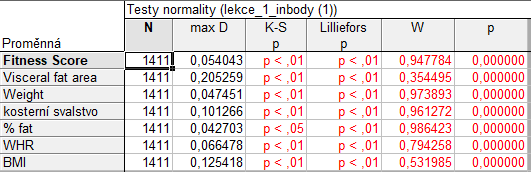 Testy normality (lekce_1_inbody (1))
Proměnná N max D K-S p Lilliefors p W p
Fitness Score 1411 0,054043 p < ,01 p < ,01 0,947784 0,000000
Visceral fat area 1411 0,205259 p < ,01 p < ,01 0,354495 0,000000
Weight 1411 0,047451 p < ,01 p < ,01 0,973893 0,000000
kosterní svalstvo 1411 0,101266 p < ,01 p < ,01 0,961272 0,000000
% fat 1411 0,042703 p < ,05 p < ,01 0,986423 0,000000
WHR 1411 0,066478 p < ,01 p < ,01 0,794258 0,000000
BMI 1411 0,125418 p < ,01 p < ,01 0,531985 0,000000